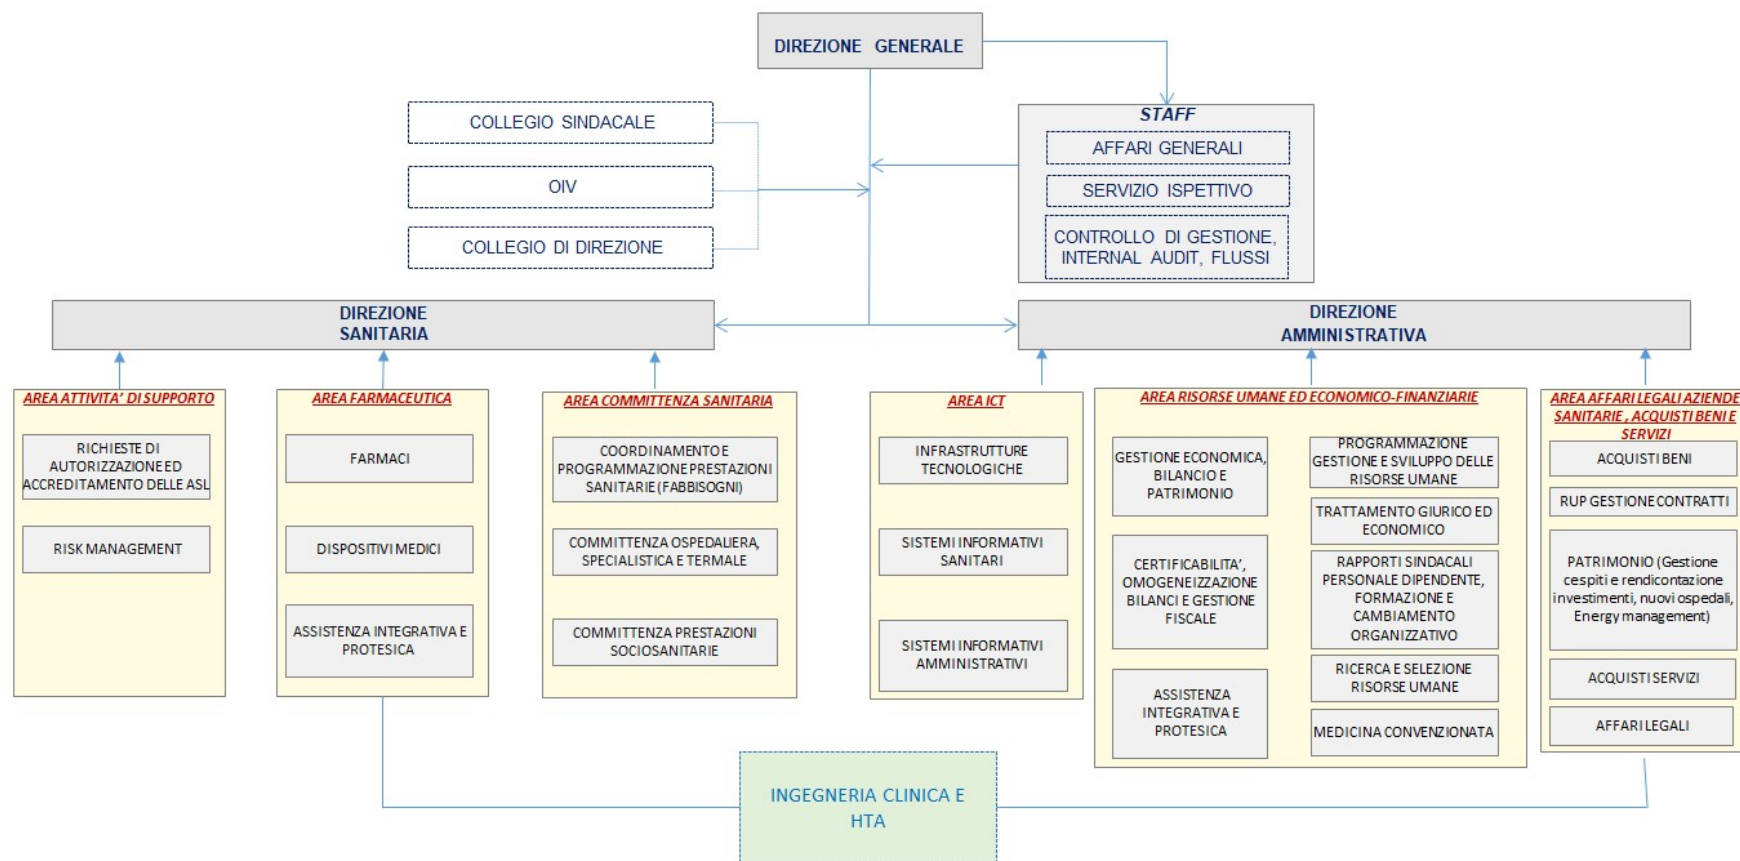 DIREZIONE GENERALE
COLLEGIO SINDACALE
OIV
COLLEGIO DI DIREZIONE
STAFF
AFFARI GENERALI
SERVIZIO ISPETTIVO
CONTROLLO DI GESTIONE,
INTERNAL AUDIT, FLUSSI
DIREZIONE
SANITARIA
DIREZIONE
AMMINISTRATIVA
AREA ATTIVITA' DI SUPPORTO
RICHIESTE DI
AUTORIZZAZIONE ED
ACCREDITAMENTO DELLE ASL
RISK MANAGEMENT
AREA FARMACEUTICA
FARMACI
DISPOSITIVI MEDICI
ASSISTENZA INTEGRATIVA E
PROTESICA
AREA COMMITTENZA SANITARIA
COORDINAMENTO E
PROGRAMMAZIONE PRESTAZIONI
SANITARIE (FABBISOGNI)
COMMITTENZA OSPEDALIERA,
SPECIALISTICA E TERMALE
COMMITTENZA PRESTAZIONI
SOCIOSANITARIE
AREA ICT
INFRASTRUTTURE
TECNOLOGICHE
SISTEMI INFORMATIVI
SANITARI
SISTEMI INFORMATIVI
AMMINISTRATIVI
AREA RISORSE UMANE ED ECONOMICO-FINANZIARIE
GESTIONE ECONOMICA,
BILANCIO E
PATRIMONIO
CERTIFICABILITA',
OMOGENEIZZAZIONE
BILANCI E GESTIONE
FISCALE
ASSISTENZA
INTEGRATIVA E
PROTESICA
PROGRAMMAZIONE
GESTIONE E SVILUPPO DELLE
RISORSE UMANE
TRATTAMENTO GIURICO ED
ECONOMICO
RAPPORTI SINDACALI
PERSONALE DIPENDENTE,
FORMAZIONE E
CAMBIAMENTO
ORGANIZZATIVO
RICERCA E SELEZIONE
RISORSE UMANE
MEDICINA CONVENZIONATA
AREA AFFARI LEGALI AZIENDE
SANITARIE, ACQUISTI BENI E
SERVIZI
ACQUISTI BENI
RUP GESTIONE CONTRATTI
PATRIMONIO (Gestione
cespiti e rendicontazione
investimenti, nuovi ospedali,
Energy management)
ACQUISTI SERVIZI
AFFARI LEGALI
INGEGNERIA CLINICA E
HTA